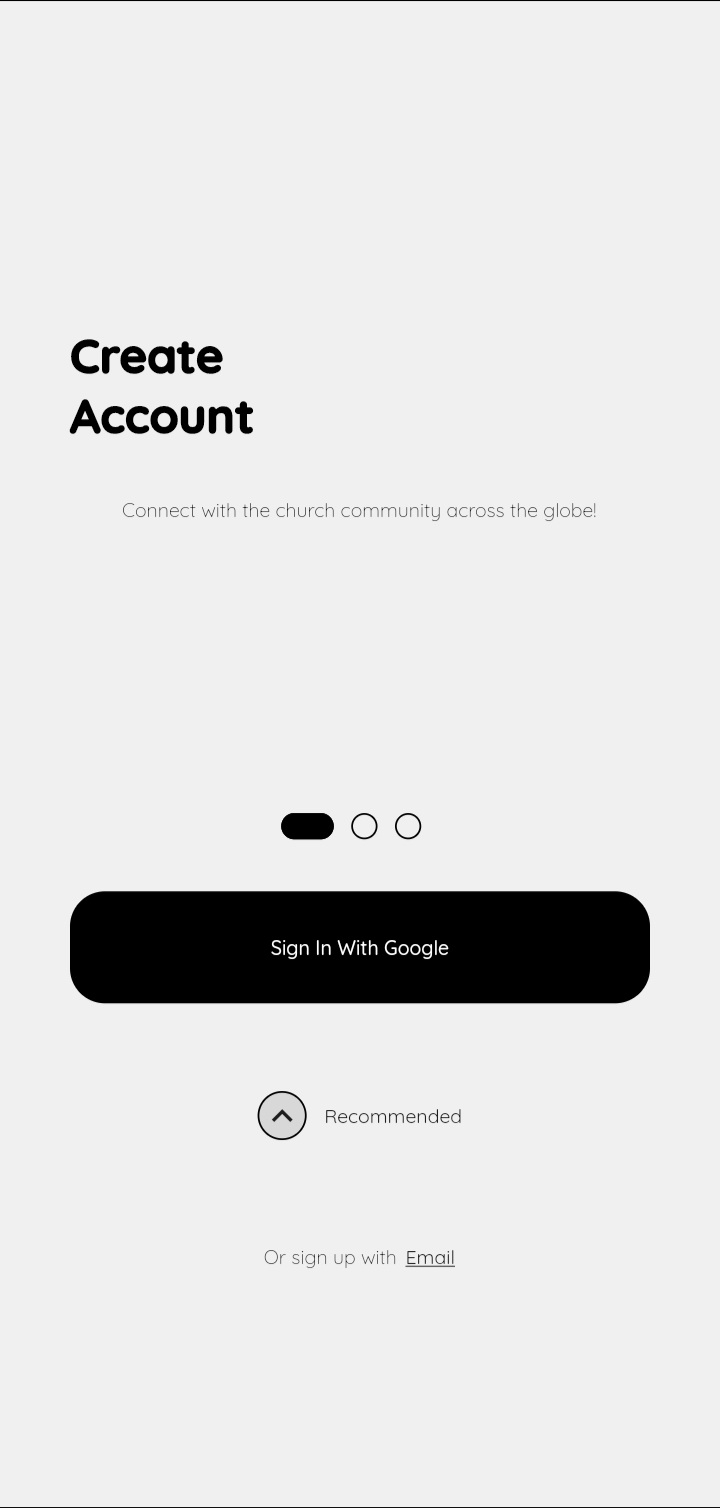 Create
Account
Connect with the church community across the globe!
Sign In With Google
Recommended
Or sign up with Email